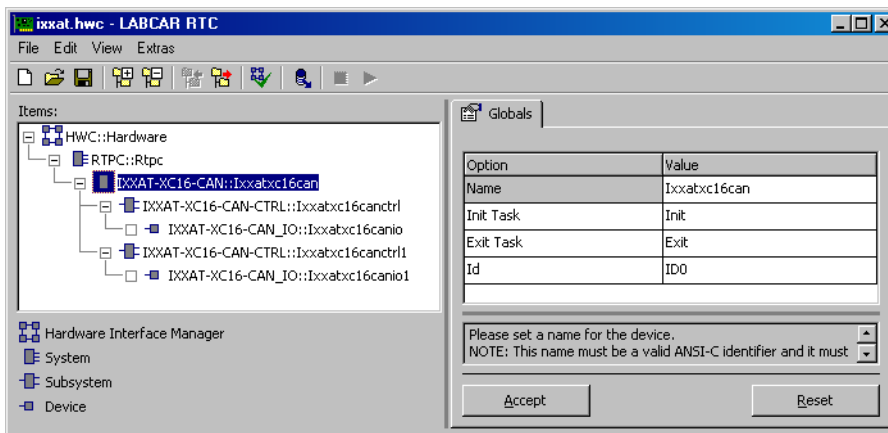 ixxat.hwc - LABCAR RTC
File Edit View Extras
Items:
HWC::Hardware
RTPC::Rtpc
IXXAT-XC16-CAN::Ixxatxc16can
IXXAT-XC16-CAN-CTRL::Ixxatxc16canctrl
IXXAT-XC16-CAN_IO::Ixxatxc16canio
IXXAT-XC16-CAN-CTRL::Ixxatxc16canctrl1
IXXAT-XC16-CAN_IO::Ixxatxc16canio1
Hardware Interface Manager
System
Subsystem
Device
Globals
Option Value
Name Ixxatxc16can
Init Task Init
Exit Task Exit
Id ID0
Please set a name for the device.
NOTE: This name must be a valid ANSI-C identifier and it must
Accept Reset